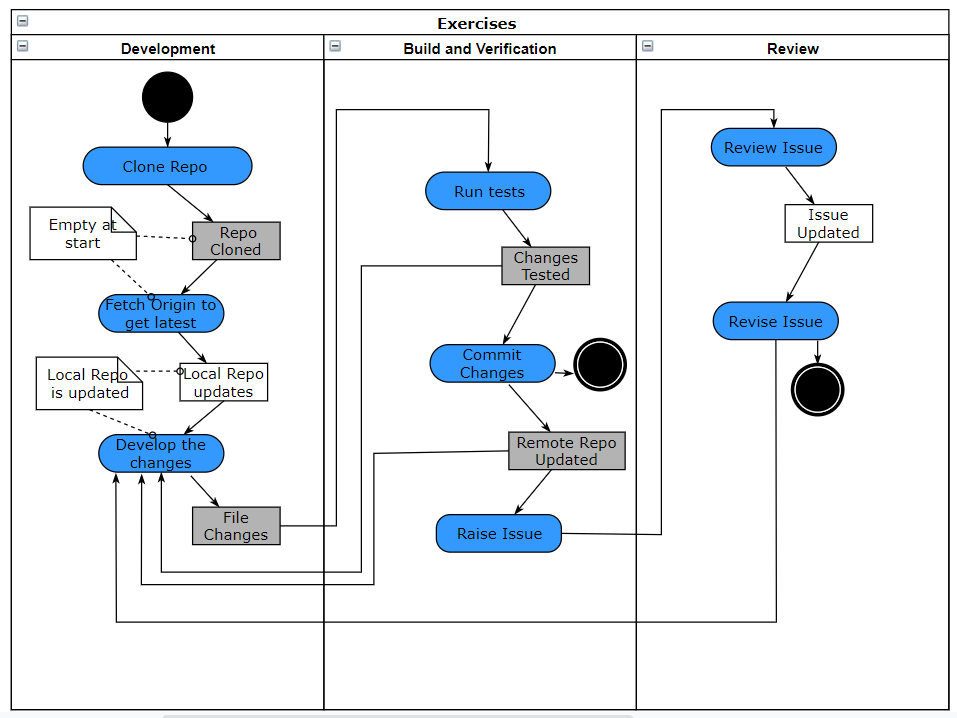 Exercises
Development
Build and Verification
Review
Clone Repo
Empty at
start
Repo
Cloned
Fetch Origin to
get latest
Local Repo
is updated
Local Repo
updates
Develop the
changes
File
Changes
Run tests
Changes
Tested
Commit
Changes
Remote Repo
Updated
Raise Issue
Review Issue
Issue
Updated
Revise Issue